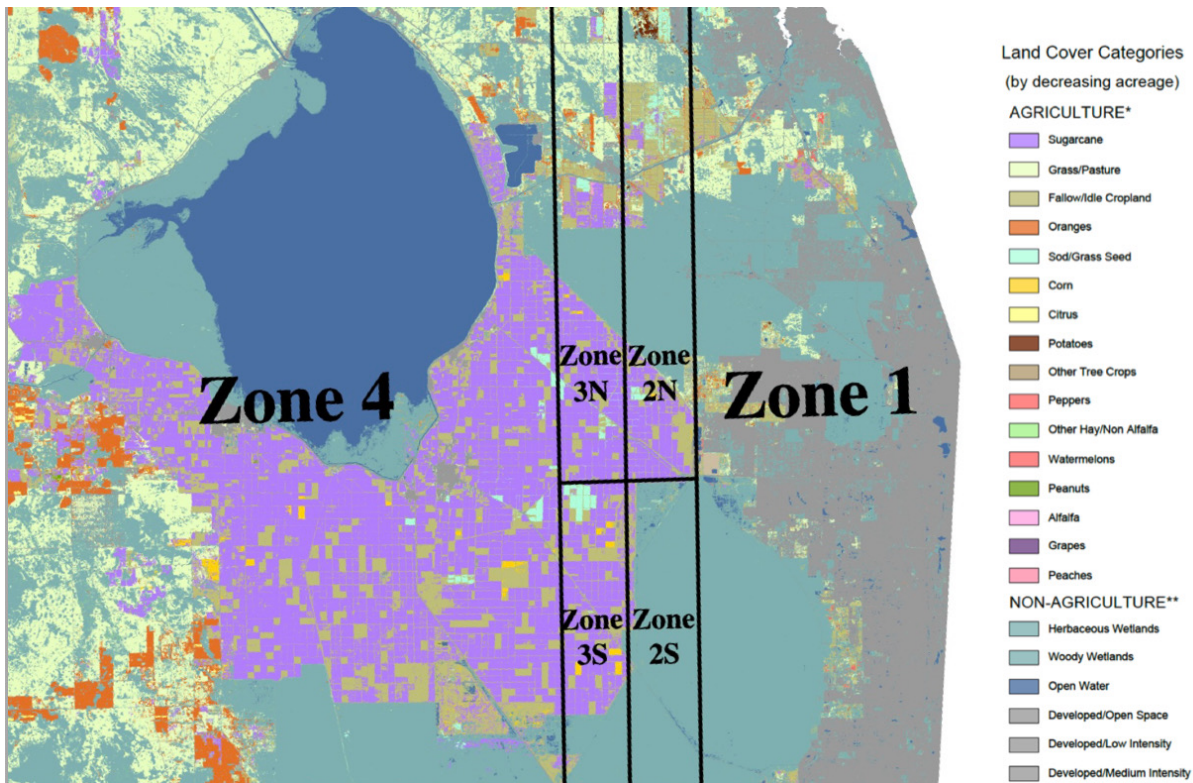 Zone 4
Zone
3N
Zone
2N
Zone 1
Zone
3S
Zone
2S
Land Cover Categories
(by decreasing acreage)
AGRICULTURE*
Sugarcane
Grass/Pasture
Fallow/Idle Cropland
Oranges
Sod/Grass Seed
Corn
Citrus
Potatoes
Other Tree Crops
Peppers
Other Hay/Non Alfalfa
Watermelons
Peanuts
Alfalfa
Grapes
Peaches
NON-AGRICULTURE**
Herbaceous Wetlands
Woody Wetlands
Open Water
Developed/Open Space
Developed/Low Intensity
Developed/Medium Intensity